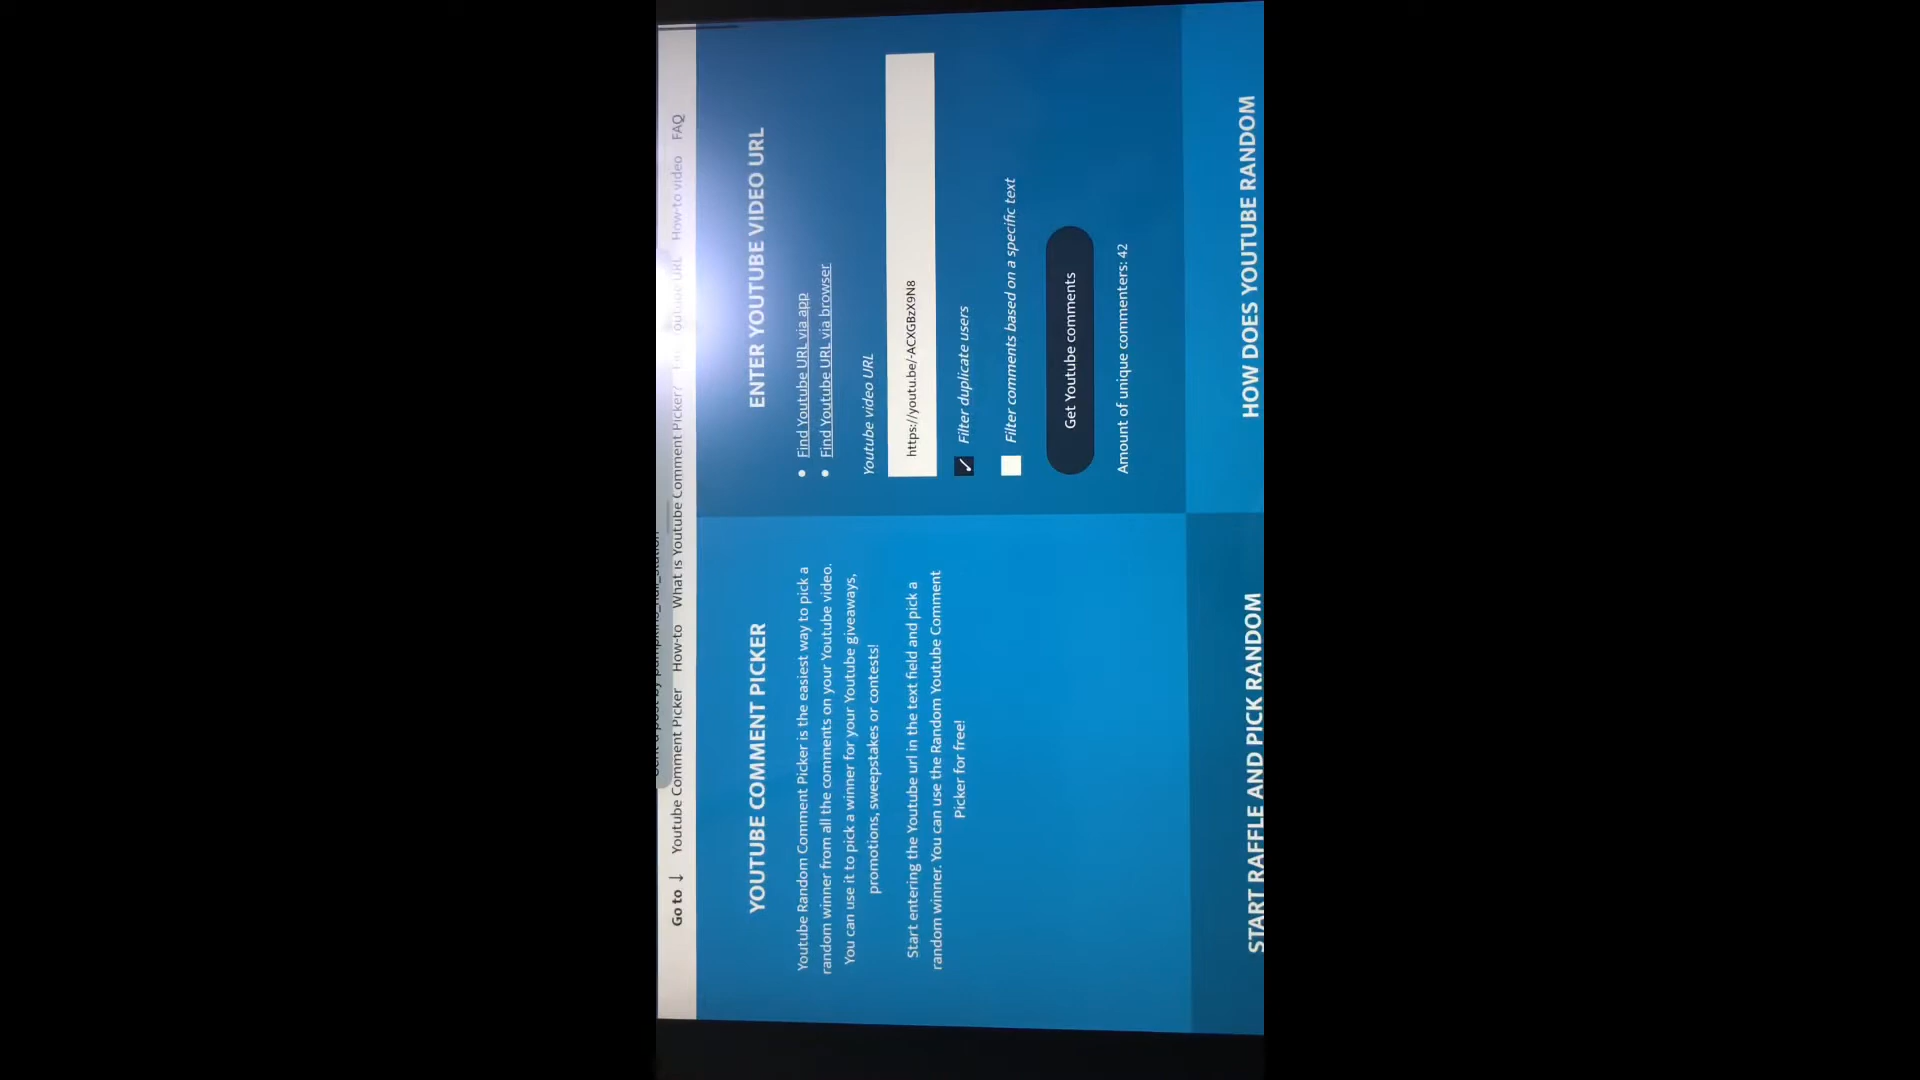 Go to ↓ Youtube Comment Picker How-to What is Youtube Comment Picker? Youtube URL How-to video FAQ
YOUTUBE COMMENT PICKER
Youtube Random Comment Picker is the easiest way to pick a
random winner from all the comments on your Youtube video.
You can use it to pick a winner for your Youtube giveaways,
promotions, sweepstakes or contests!
Start entering the Youtube url in the text field and pick a
random winner. You can use the Random Youtube Comment
Picker for free!
ENTER YOUTUBE VIDEO URL
• Find Youtube URL via app
• Find Youtube URL via browser
Youtube video URL
https://youtu.be/-ACXGBzX9N8
✓ Filter duplicate users
Filter comments based on a specific text
Get Youtube comments
Amount of unique commenters: 42
START RAFFLE AND PICK RANDOM
HOW DOES YOUTUBE RANDOM